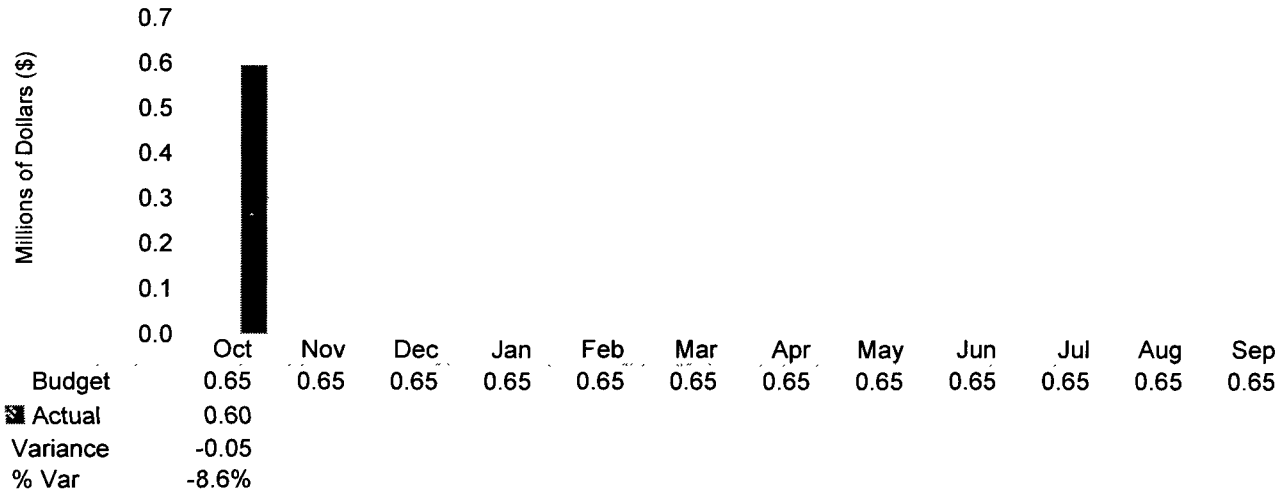 Millions of Dollars ($)
0.7
0.6
0.5
0.4
0.3
0.2
0.1
0.0
Oct Nov Dec Jan Feb Mar Apr May Jun Jul Aug Sep
Budget 0.65 0.65 0.65 0.65 0.65 0.65 0.65 0.65 0.65 0.65 0.65 0.65
Actual 0.60
Variance -0.05
% Var -8.6%